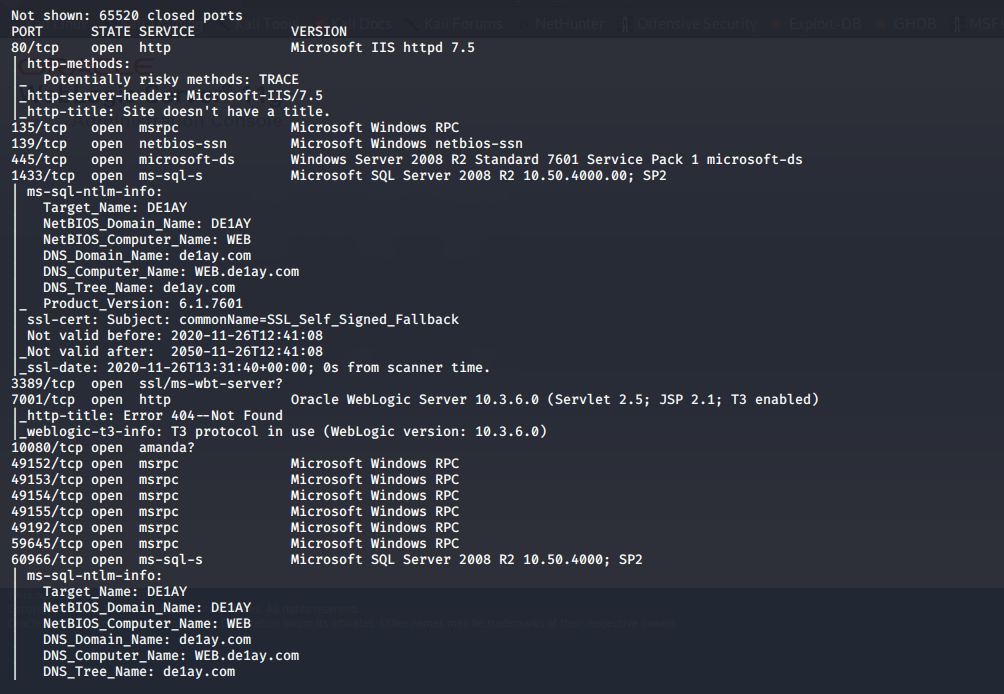 Not shown: 65520 closed ports
Kali Docs Kali Forums NetHunter Offensive Security Exploit-DB GHDB MSF
PORT STATE SERVICE VERSION
80/tcp open http Microsoft IIS httpd 7.5
| http-methods:
|_ Potentially risky methods: TRACE
|_http-server-header: Microsoft-IIS/7.5
|_http-title: Site doesn't have a title.
135/tcp open msrpc Microsoft Windows RPC
139/tcp open netbios-ssn Microsoft Windows netbios-ssn
445/tcp open microsoft-ds Windows Server 2008 R2 Standard 7601 Service Pack 1 microsoft-ds
1433/tcp open ms-sql-s Microsoft SQL Server 2008 R2 10.50.4000.00; SP2
| ms-sql-ntlm-info:
| Target_Name: DE1AY
| NetBIOS_Domain_Name: DE1AY
| NetBIOS_Computer_Name: WEB
| DNS_Domain_Name: de1ay.com
| DNS_Computer_Name: WEB.de1ay.com
| DNS_Tree_Name: de1ay.com
|_ Product_Version: 6.1.7601
| ssl-cert: Subject: commonName=SSL_Self_Signed_Fallback
| Not valid before: 2020-11-26T12:41:08
|_Not valid after: 2050-11-26T12:41:08
|_ssl-date: 2020-11-26T13:31:40+00:00; 0s from scanner time.
3389/tcp open ssl/ms-wbt-server?
7001/tcp open http Oracle WebLogic Server 10.3.6.0 (Servlet 2.5; JSP 2.1; T3 enabled)
|_http-title: Error 404--Not Found
|_weblogic-t3-info: T3 protocol in use (WebLogic version: 10.3.6.0)
10080/tcp open amanda?
49152/tcp open msrpc Microsoft Windows RPC
49153/tcp open msrpc Microsoft Windows RPC
49154/tcp open msrpc Microsoft Windows RPC
49155/tcp open msrpc Microsoft Windows RPC
49192/tcp open msrpc Microsoft Windows RPC
59645/tcp open msrpc Microsoft Windows RPC
60966/tcp open ms-sql-s Microsoft SQL Server 2008 R2 10.50.4000; SP2
| ms-sql-ntlm-info:
| Target_Name: DE1AY
| NetBIOS_Domain_Name: DE1AY
| NetBIOS_Computer_Name: WEB
| DNS_Domain_Name: de1ay.com
| DNS_Computer_Name: WEB.de1ay.com
| DNS_Tree_Name: de1ay.com